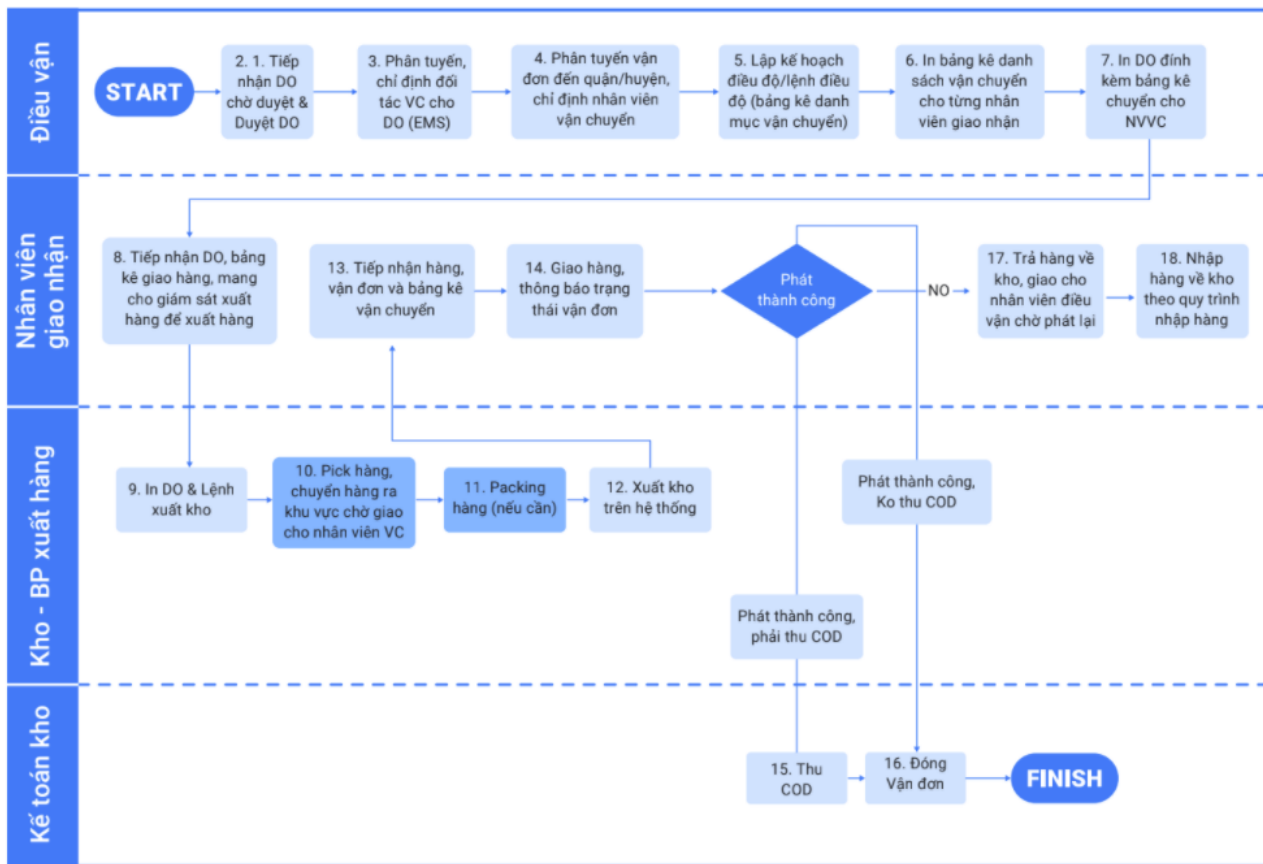 Điều vận
START
2. 1. Tiếp
nhận DO
chờ duyệt &
Duyệt DO
3. Phân tuyến,
chỉ định đối
tác VC cho
DO (EMS)
4. Phân tuyến vận
đơn đến quận/huyện,
chỉ định nhân viên
vận chuyển
5. Lập kế hoạch
điều độ/lệnh điều
độ (bảng kê danh
mục vận chuyển)
6. In bảng kê danh
sách vận chuyển
cho từng nhân
viên giao nhận
7. In DO đính
kèm bảng kê
chuyển cho
NVVC
Nhân viên
giao nhận
8. Tiếp nhận DO, bảng
kê giao hàng, mang
cho giám sát xuất
hàng để xuất hàng
13. Tiếp nhận hàng,
vận đơn và bảng kê
vận chuyển
14. Giao hàng,
thông báo trạng
thái vận đơn
Phát
thành công
NO
17. Trả hàng về
kho, giao cho
nhân viên điều
vận chờ phát lại
18. Nhập
hàng về kho
theo quy trình
nhập hàng
Kho - BP xuất hàng
9. In DO & Lệnh
xuất kho
10. Pick hàng,
chuyển hàng ra
khu vực chờ giao
cho nhân viên VC
11. Packing
hàng (nếu cần)
12. Xuất kho
trên hệ thống
Phát thành công,
Ko thu COD
Phát thành công,
phải thu COD
Kế toán kho
15. Thu
COD
16. Đóng
Vận đơn
FINISH